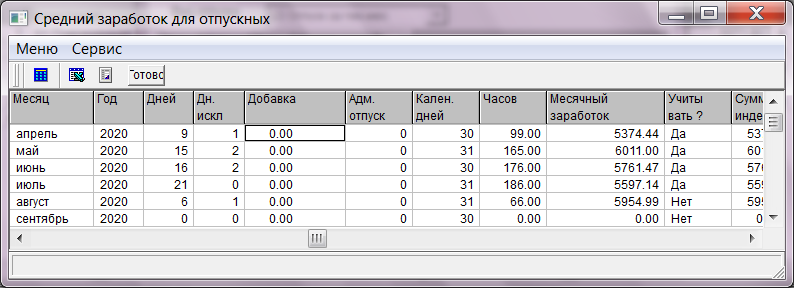 Средний заработок для отпускных
Меню Сервис
Готово
Месяц Год Дней Дн. искл Добавка Адм. отпуск Кален. дней Часов Месячный заработок Учиты вать ? Сумм инде
апрель 2020 9 1 0.00 0 30 99.00 5374.44 Да 537
май 2020 15 2 0.00 0 31 165.00 6011.00 Да 601
июнь 2020 16 2 0.00 0 30 176.00 5761.47 Да 576
июль 2020 21 0 0.00 0 31 186.00 5597.14 Да 559
август 2020 6 1 0.00 0 31 66.00 5954.99 Нет 595
сентябрь 2020 0 0 0.00 0 30 0.00 0.00 Нет 0